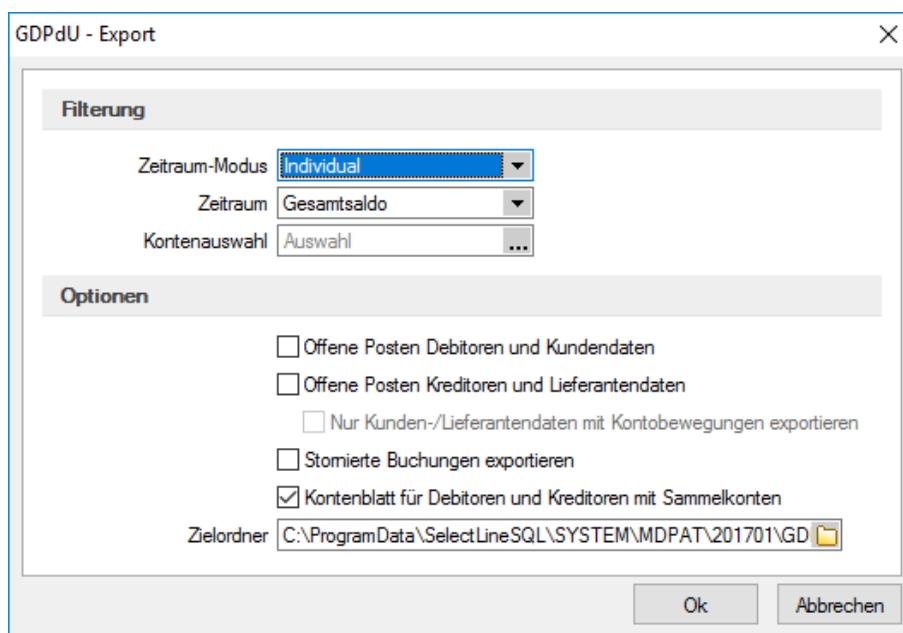 GDPdU - Export
Filterung
Zeitraum-Modus Individual
Zeitraum Gesamtsaldo
Kontenauswahl Auswahl ...
Optionen
Offene Posten Debitoren und Kundendaten
Offene Posten Kreditoren und Lieferantendaten
Nur Kunden-/Lieferantendaten mit Kontobewegungen exportieren
Stornierte Buchungen exportieren
Kontenblatt für Debitoren und Kreditoren mit Sammelkonten
Zielordner C:\ProgramData\SelectLineSQL\SYSTEM\MDPAT\201701\GD
Ok Abbrechen